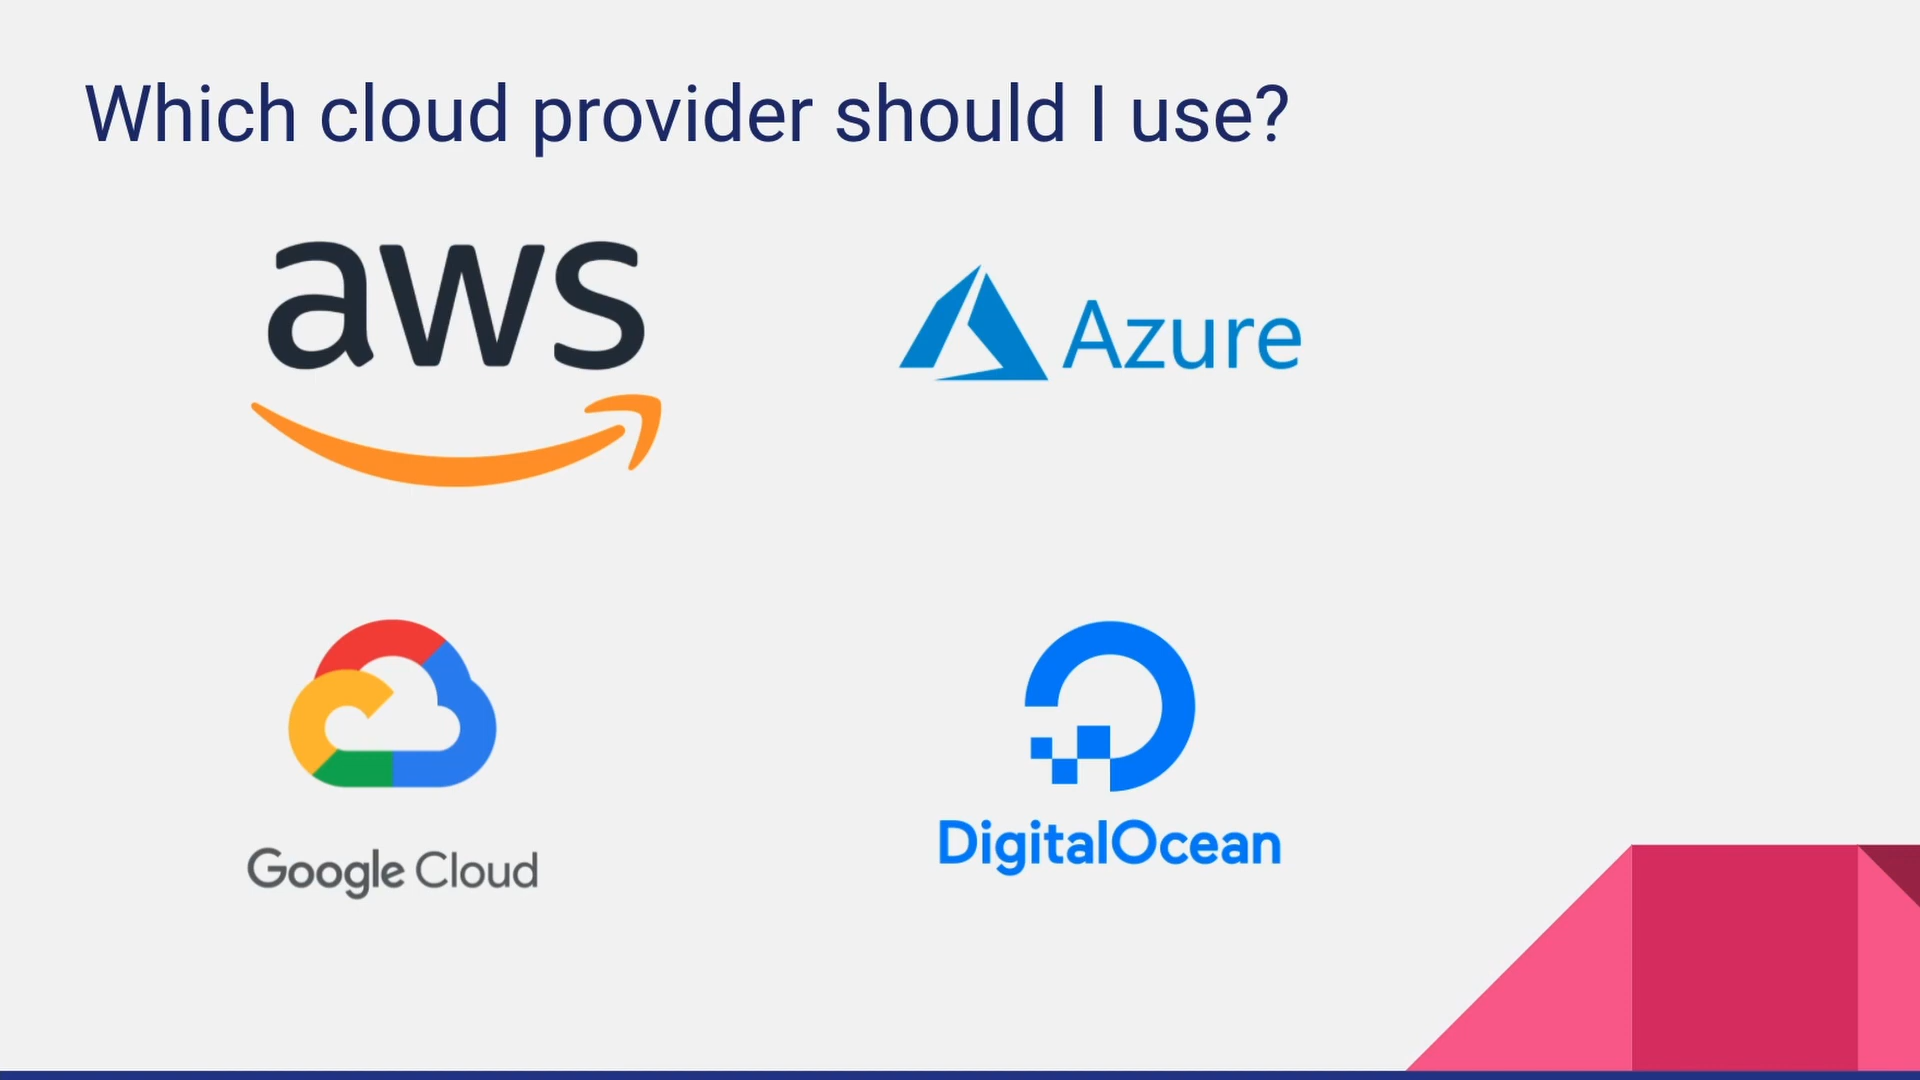 Which cloud provider should I use?
aws
Azure
Google Cloud
DigitalOcean